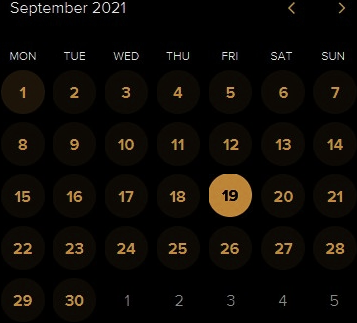 September 2021
MON TUE WED THU FRI SAT SUN
1 2 3 4 5 6 7
8 9 10 11 12 13 14
15 16 17 18 19 20 21
22 23 24 25 26 27 28
29 30 1 2 3 4 5